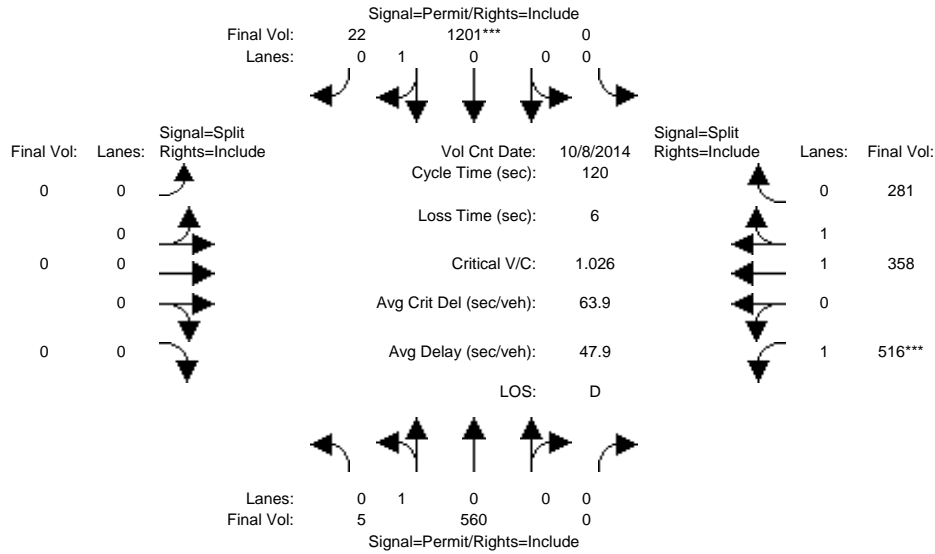 Signal=Permit/Rights=Include
Final Vol: 22 1201*** 0
Lanes: 0 1 0 0 0
Signal=Split Signal=Split
Final Vol: Lanes: Rights=Include Vol Cnt Date: 10/8/2014 Rights=Include Lanes: Final Vol:
Cycle Time (sec): 120
0 0 0 281
Loss Time (sec): 6
0 1
0 0 Critical V/C: 1.026 1 358
0 Avg Crit Del (sec/veh): 63.9 0
0 0 Avg Delay (sec/veh): 47.9 1 516***
LOS: D
Lanes: 0 1 0 0 0
Final Vol: 5 560 0
Signal=Permit/Rights=Include